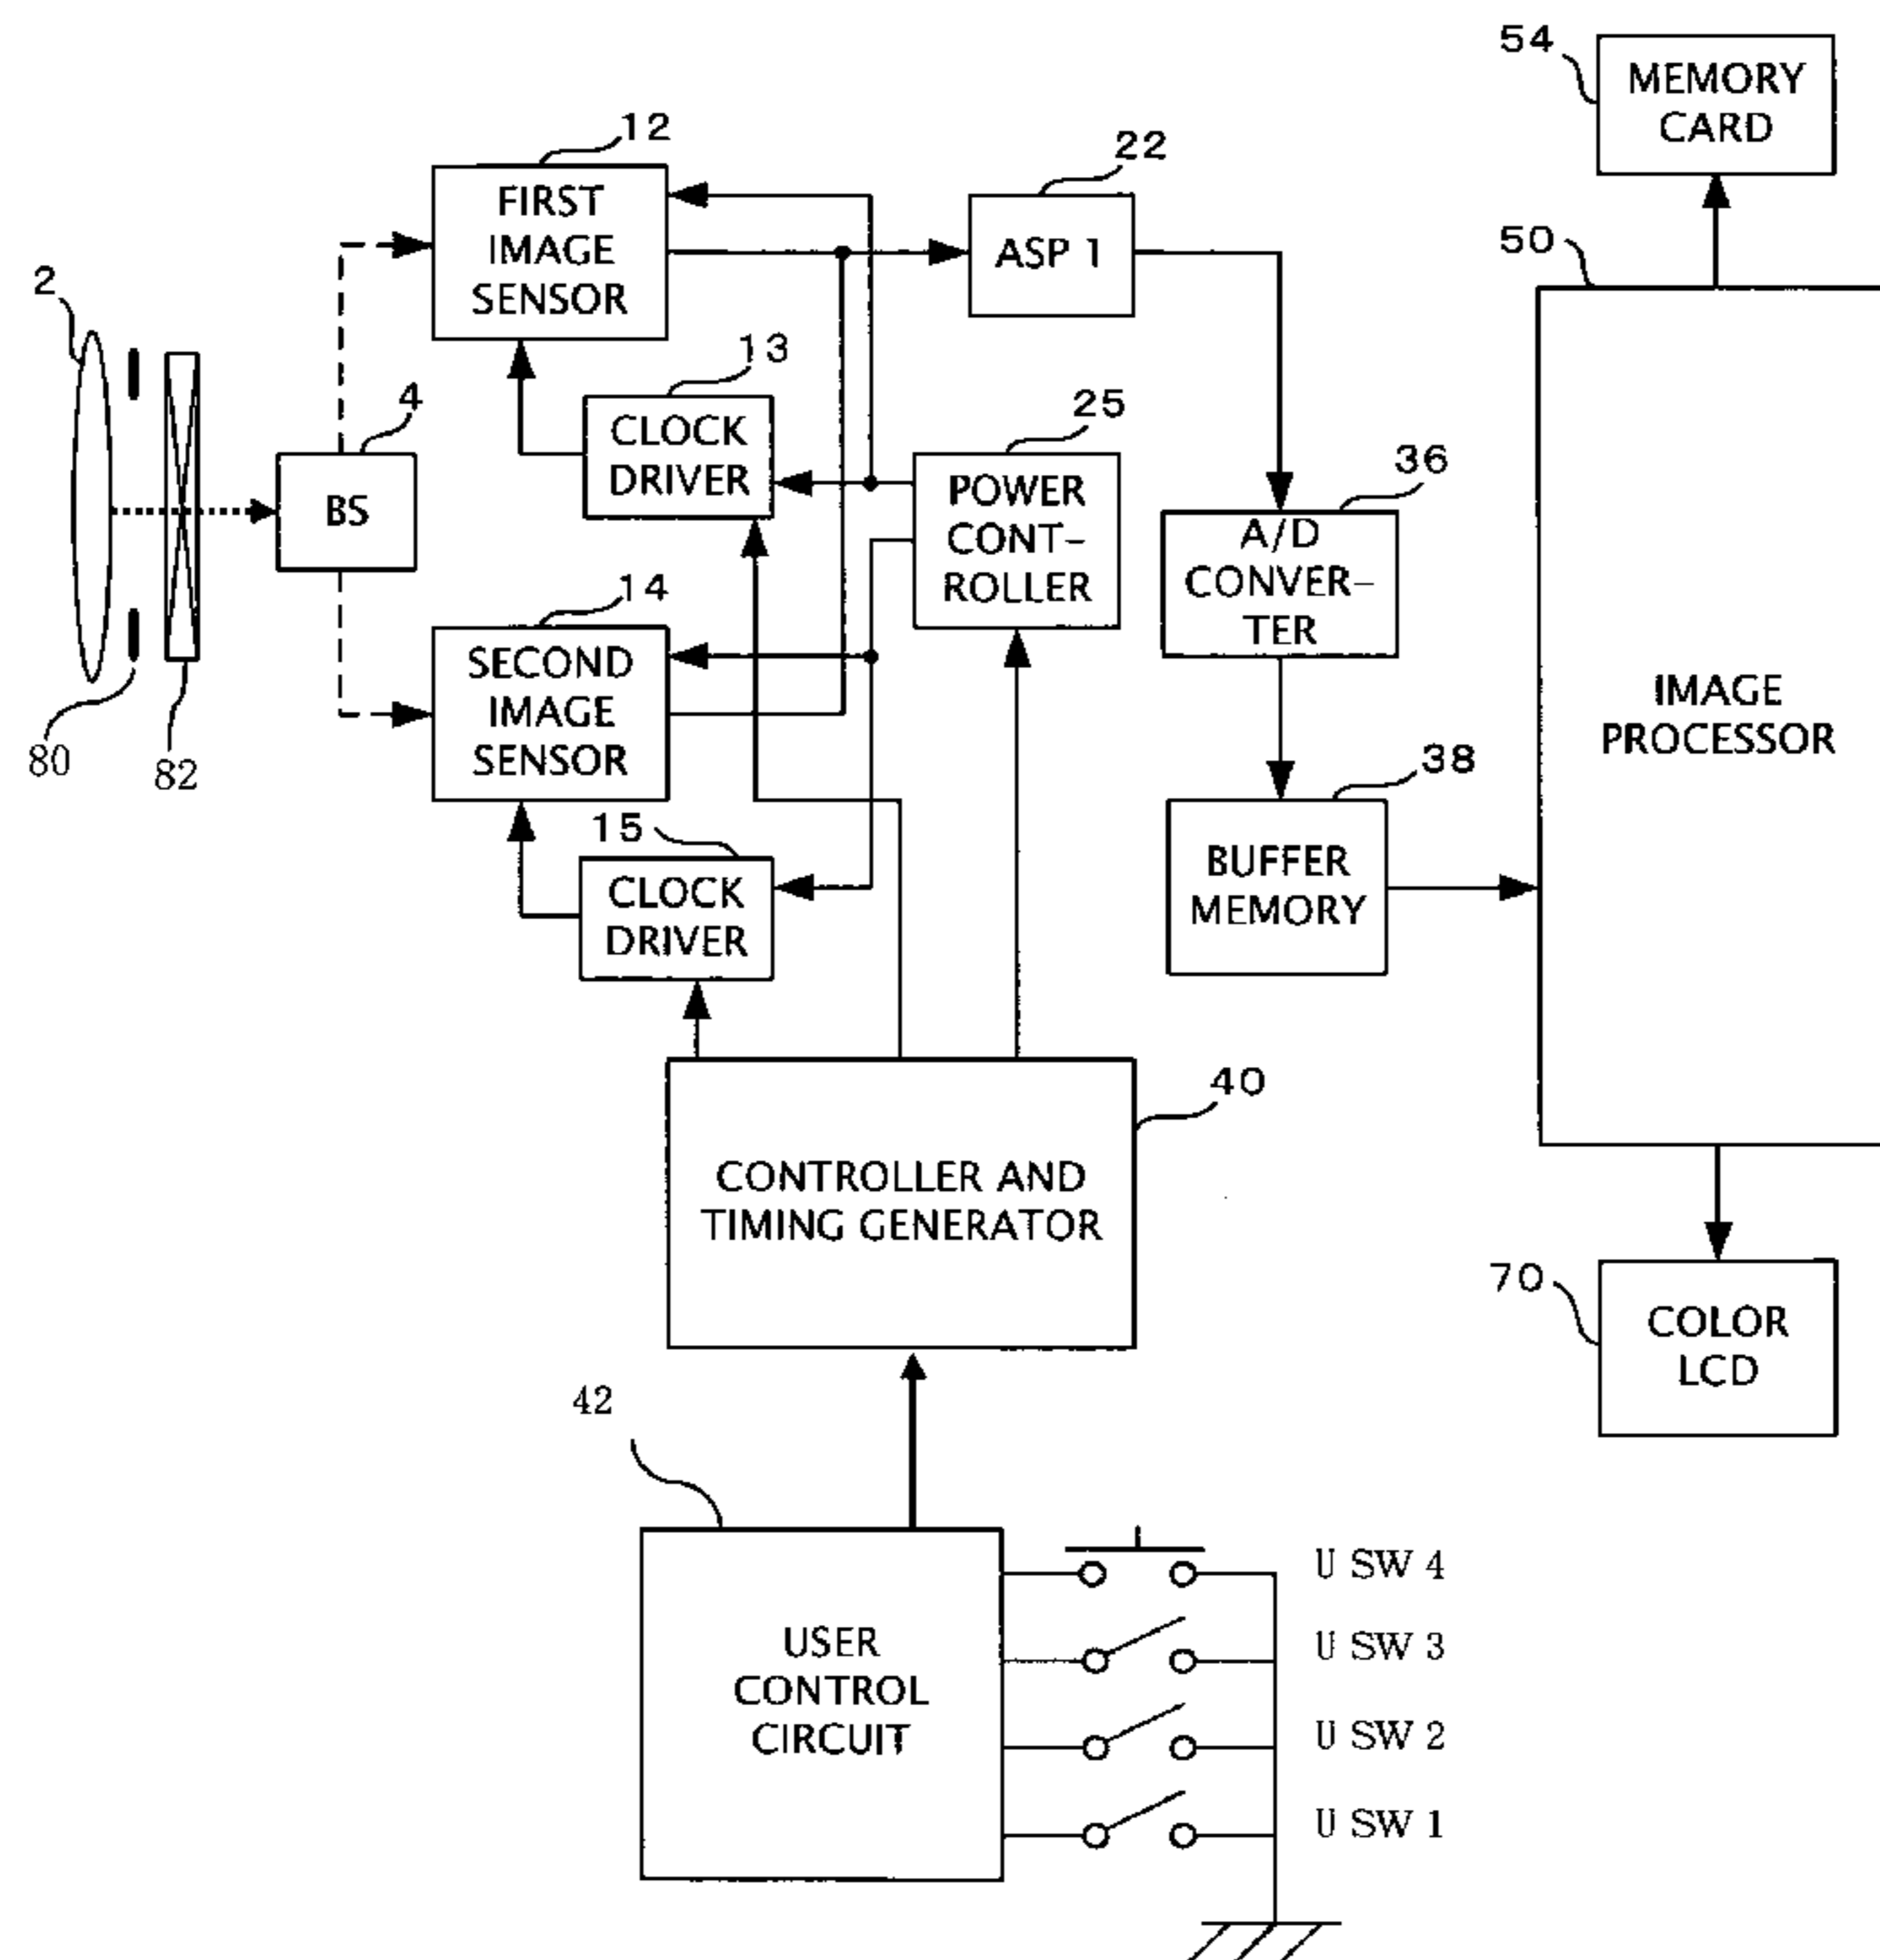 54
MEMORY
CARD
12
22
FIRST
IMAGE
SENSOR
ASP 1
50
2
13
4
CLOCK
DRIVER
25
POWER
CONT-
ROLLER
36
BS
A/D
CONVER-
TER
14
SECOND
IMAGE
SENSOR
IMAGE
PROCESSOR
80
82
38
15
BUFFER
MEMORY
CLOCK
DRIVER
40
CONTROLLER AND
TIMING GENERATOR
70
COLOR
LCD
42
USER
CONTROL
CIRCUIT
U SW 4
U SW 3
U SW 2
U SW 1